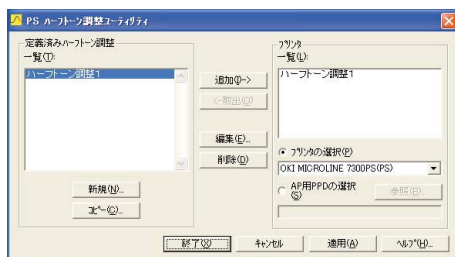 PS ハーフトーン調整ユーティリティ
定義済みハーフトーン調整
一覧(T):
ハーフトーン調整1
新規(N)...
コピー(C)...
追加(I)->
<-取出(O)
編集(E)...
削除(D)
プリンタ
一覧(L):
ハーフトーン調整1
プリンタの選択(P)
OKI MICROLINE 7300PS(PS)
AP用PPDの選択
(S)
参照(B)...
終了(X)
キャンセル
適用(A)
ヘルプ(H)...